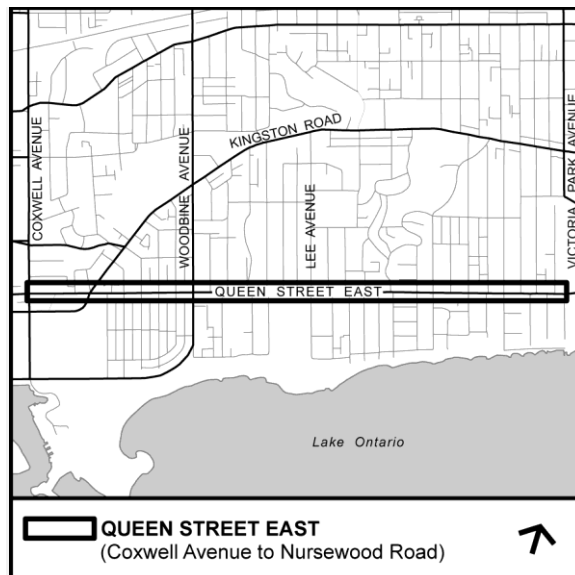 KINGSTON ROAD
COXWELL AVENUE
WOODBINE AVENUE
LEE AVENUE
VICTORIA PARK AVENUE
QUEEN STREET EAST
Lake Ontario
QUEEN STREET EAST
(Coxwell Avenue to Nursewood Road)